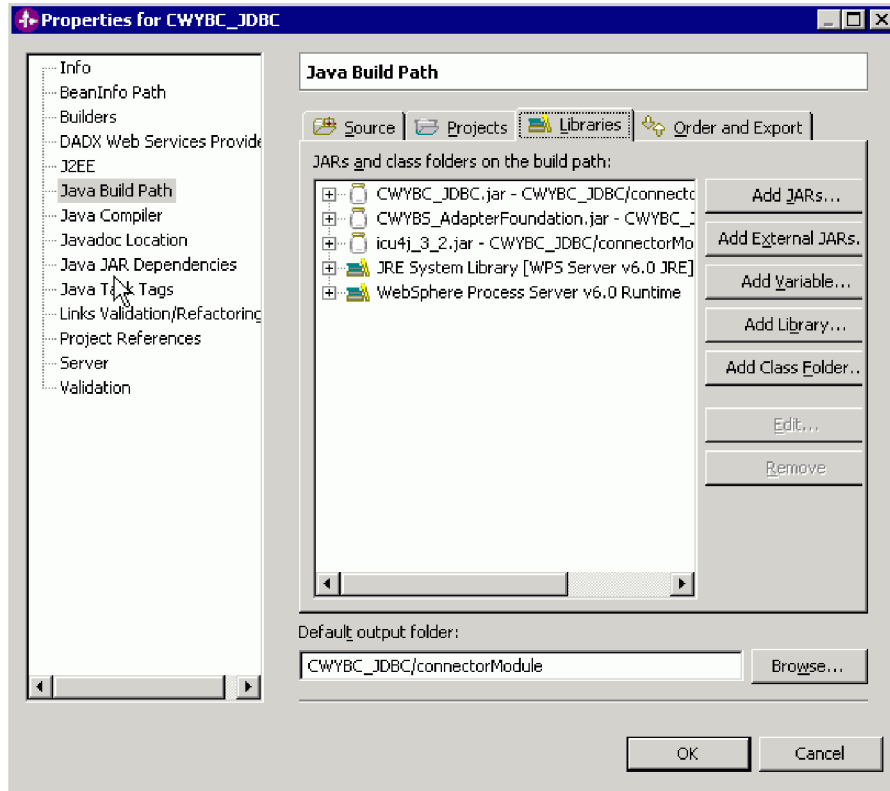 Properties for CWYBC_JDBC
Info
BeanInfo Path
Builders
DADX Web Services Provide
J2EE
Java Build Path
Java Compiler
Javadoc Location
Java JAR Dependencies
Java Task Tags
Links Validation/Refactoring
Project References
Server
Validation
Java Build Path
Source
Projects
Libraries
Order and Export
JARs and class folders on the build path:
CWYBC_JDBC.jar - CWYBC_JDBC/connecto
CWYBS_AdapterFoundation.jar - CWYBC_J
icu4j_3_2.jar - CWYBC_JDBC/connectorMo
JRE System Library [WPS Server v6.0 JRE]
WebSphere Process Server v6.0 Runtime
Add JARs...
Add External JARs.
Add Variable...
Add Library...
Add Class Folder..
Edit...
Remove
Default output folder:
CWYBC_JDBC/connectorModule
Browse...
OK
Cancel